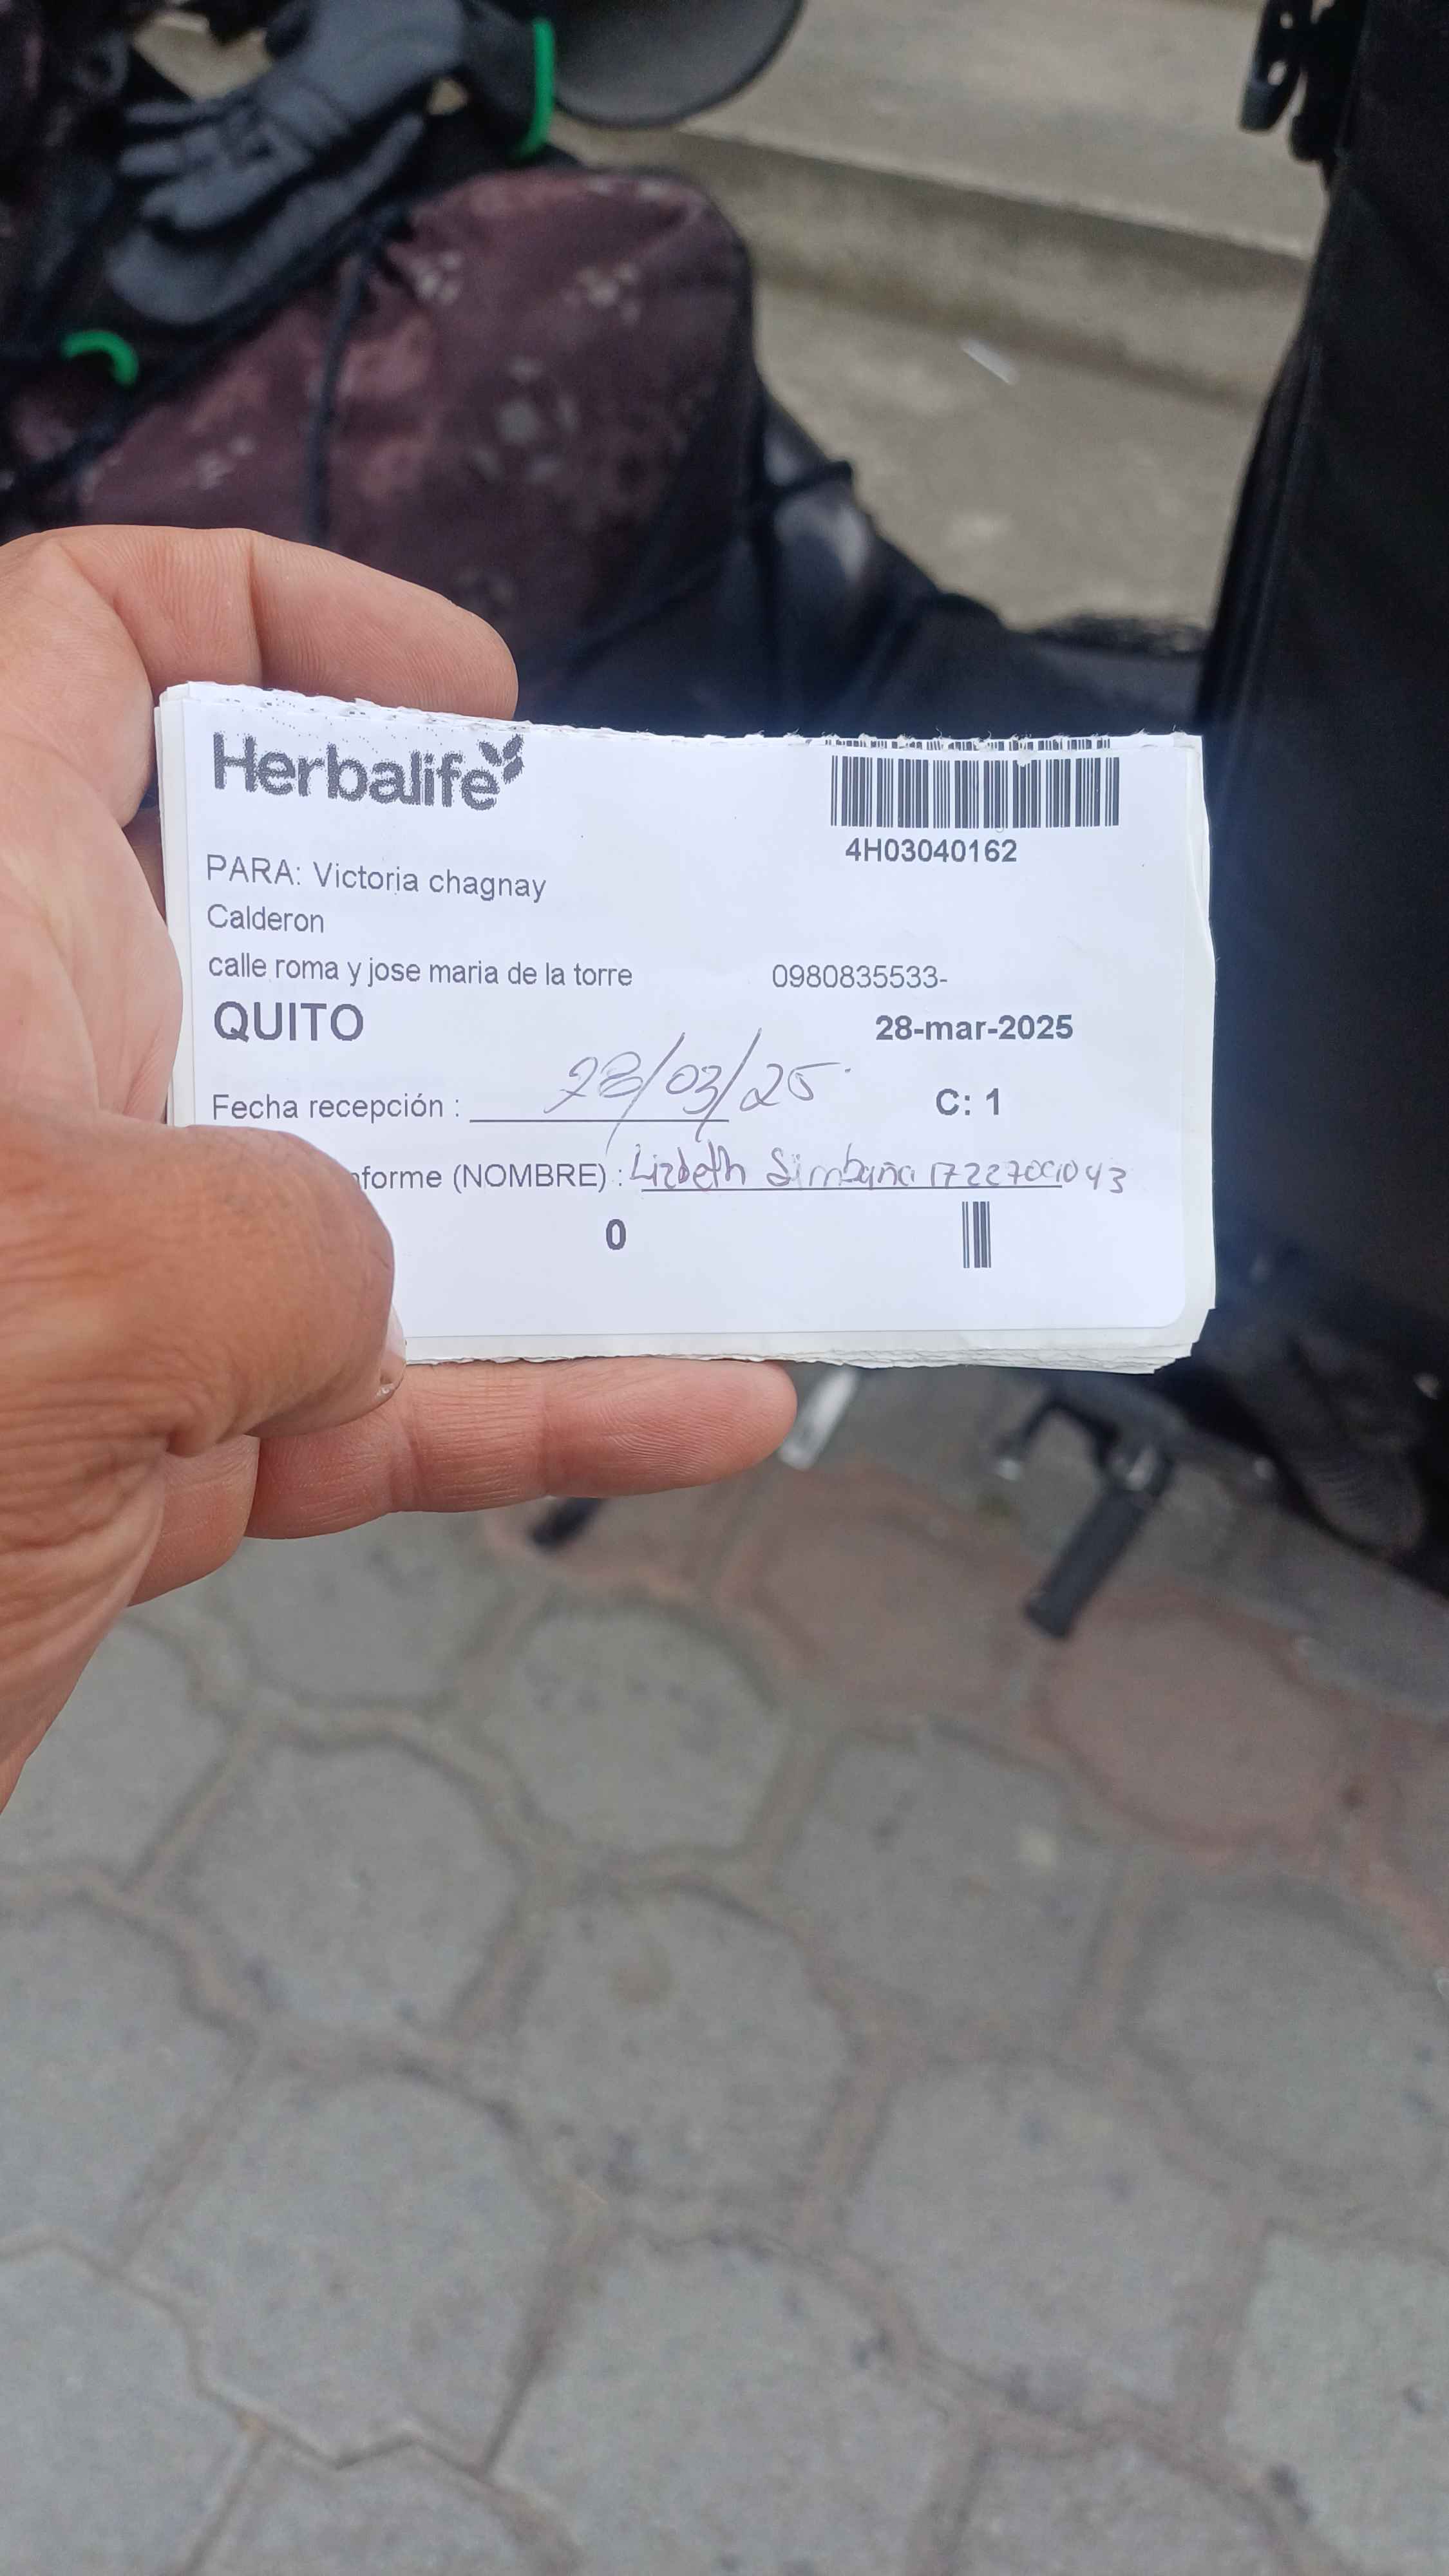 Herbalife
4H03040162
PARA: Victoria chagnay
Calderon
calle roma y jose maria de la torre 0980835533-
QUITO 28-mar-2025
Fecha recepción : 28/03/25 C: 1
nforme (NOMBRE) : Lizbeth Simbaña
0